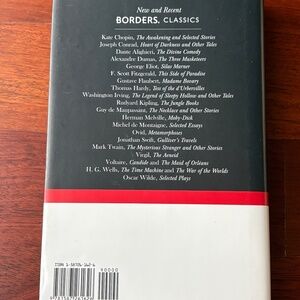 New and Recent
BORDERS. CLASSICS
Kate Chopin, The Awakening and Selected Stories
Joseph Conrad, Heart of Darkness and Other Tales
Dante Alighieri, The Divine Comedy
Alexandre Dumas, The Three Musketeers
George Eliot, Silas Marner
F. Scott Fitzgerald, This Side of Paradise
Gustave Flaubert, Madame Bovary
Thomas Hardy, Tess of the d'Urbervilles
Washington Irving, The Legend of Sleepy Hollow and Other Tales
Rudyard Kipling, The Jungle Books
Guy de Maupassant, The Necklace and Other Stories
Herman Melville, Moby-Dick
Michel de Montaigne, Selected Essays
Ovid, Metamorphoses
Jonathan Swift, Gulliver's Travels
Mark Twain, The Mysterious Stranger and Other Stories
Virgil, The Aeneid
Voltaire, Candide and The Maid of Orléans
H. G. Wells, The Time Machine and The War of the Worlds
Oscar Wilde, Selected Plays
90000